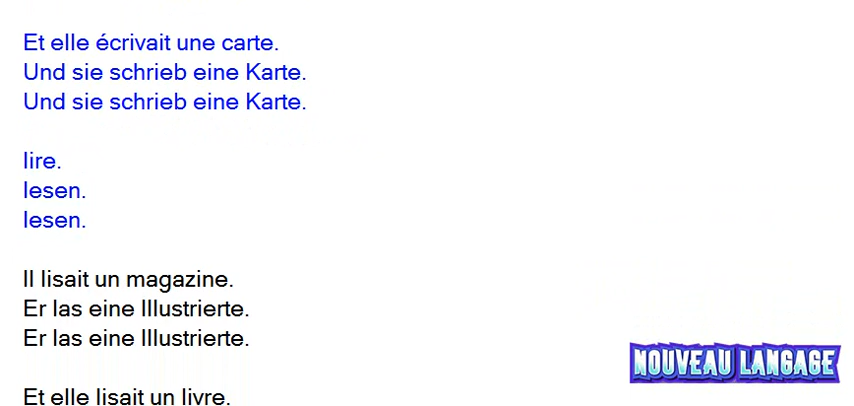 Et elle écrivait une carte.
Und sie schrieb eine Karte.
Und sie schrieb eine Karte.
lire.
lesen.
lesen.
Il lisait un magazine.
Er las eine Illustrierte.
Er las eine Illustrierte.
NOUVEAU LANGAGE
Et elle lisait un livre.